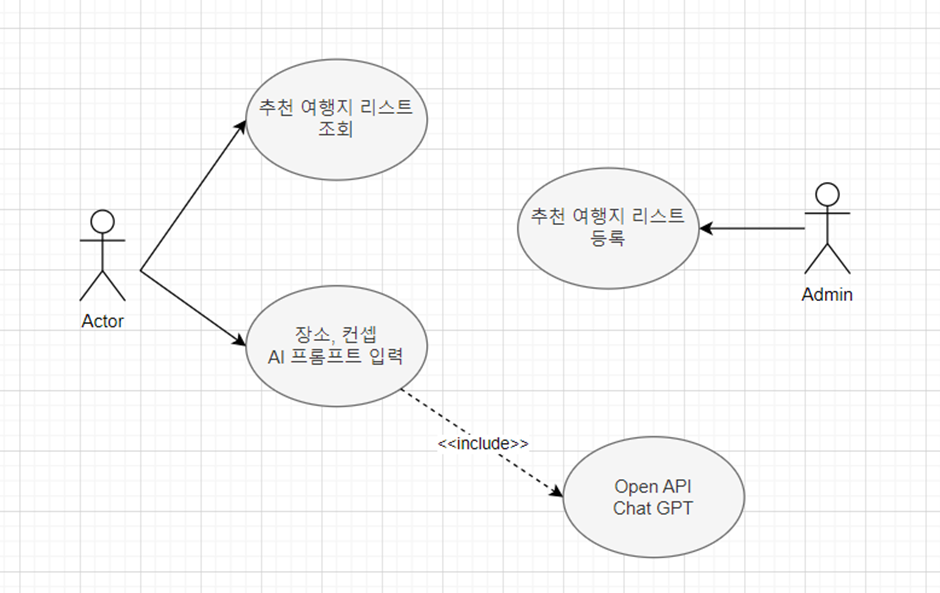 추천 여행지 리스트
조회
추천 여행지 리스트
등록
Actor
Admin
장소, 컨셉
AI 프롬프트 입력
<<include>>
Open API
Chat GPT